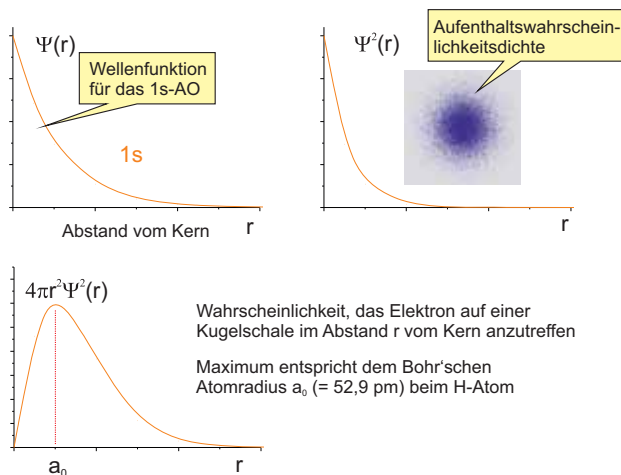 Ψ(r)
Wellenfunktion
für das 1s-AO
1s
Abstand vom Kern
r
Ψ²(r)
Aufenthaltswahrschein-
lichkeitsdichte
r
4πr²Ψ²(r)
a₀
r
Wahrscheinlichkeit, das Elektron auf einer
Kugelschale im Abstand r vom Kern anzutreffen
Maximum entspricht dem Bohr‘schen
Atomradius a₀ (= 52,9 pm) beim H-Atom